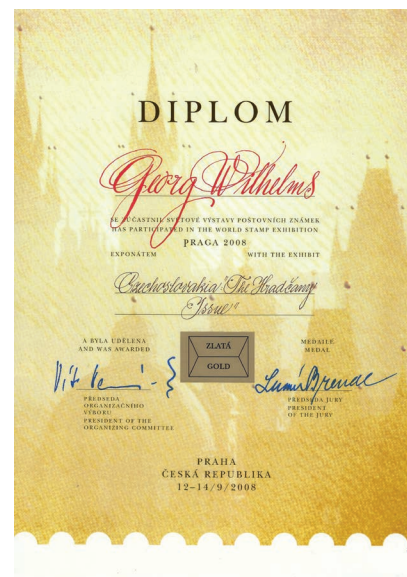 DIPLOM
Georg Wilhelms
SE ZÚČASTNIL SVĚTOVÉ VÝSTAVY POŠTOVNÍCH ZNÁMEK
HAS PARTICIPATED IN THE WORLD STAMP EXHIBITION
PRAGA 2008
EXPONÁTEM WITH THE EXHIBIT
Czechoslovakia "The Hradčany
Issue"
A BYLA UDĚLENA MEDAILE
AND WAS AWARDED MEDAL
ZLATÁ
GOLD
PŘEDSEDA
ORGANIZAČNÍHO
VÝBORU
PRESIDENT OF THE
ORGANIZING COMMITTEE
PŘEDSEDA JURY
PRESIDENT
OF THE JURY
PRAHA
ČESKÁ REPUBLIKA
12–14/9/2008